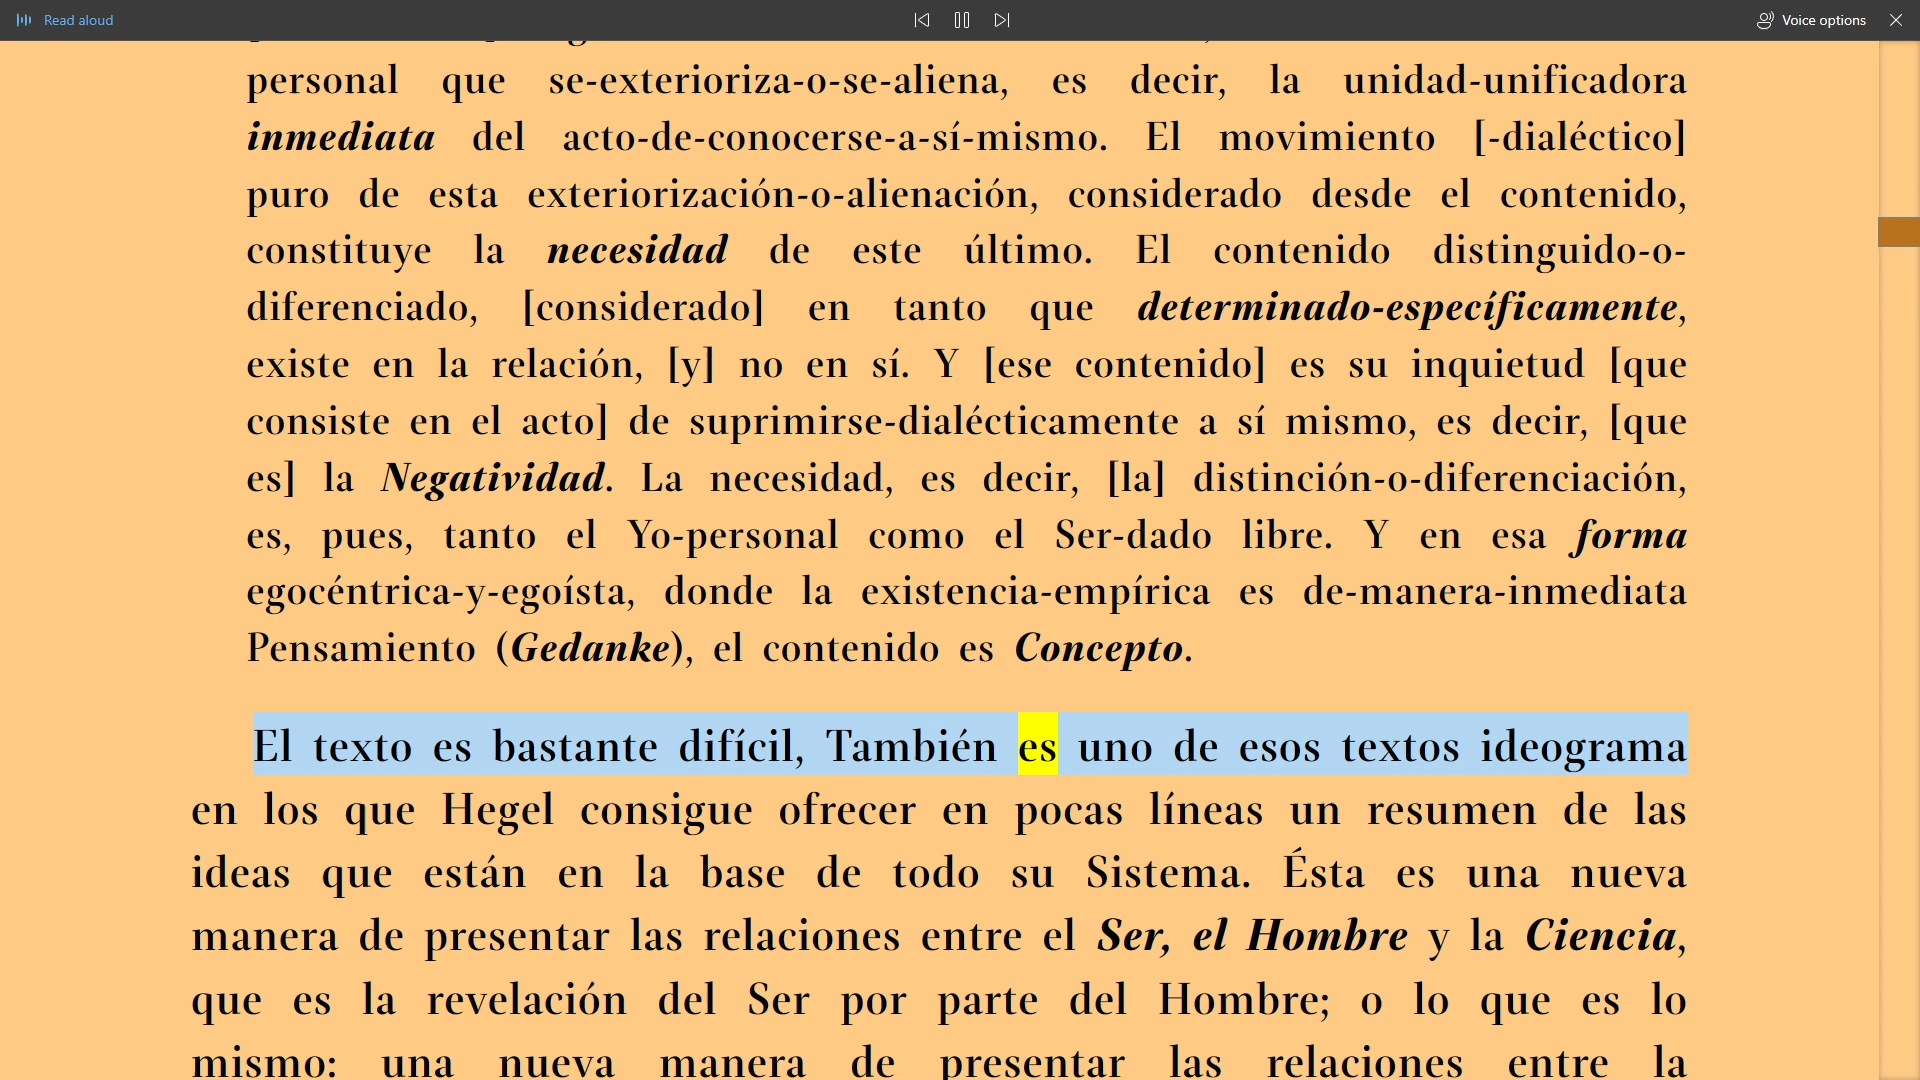 Read aloud
Voice options
personal que se-exterioriza-o-se-aliena, es decir, la unidad-unificadora
inmediata del acto-de-conocerse-a-sí-mismo. El movimiento [-dialéctico]
puro de esta exteriorización-o-alienación, considerado desde el contenido,
constituye la necesidad de este último. El contenido distinguido-o-
diferenciado, [considerado] en tanto que determinado-específicamente,
existe en la relación, [y] no en sí. Y [ese contenido] es su inquietud [que
consiste en el acto] de suprimirse-dialécticamente a sí mismo, es decir, [que
es] la Negatividad. La necesidad, es decir, [la] distinción-o-diferenciación,
es, pues, tanto el Yo-personal como el Ser-dado libre. Y en esa forma
egocéntrica-y-egoísta, donde la existencia-empírica es de-manera-inmediata
Pensamiento (Gedanke), el contenido es Concepto.
El texto es bastante difícil, También es uno de esos textos ideograma
en los que Hegel consigue ofrecer en pocas líneas un resumen de las
ideas que están en la base de todo su Sistema. Ésta es una nueva
manera de presentar las relaciones entre el Ser, el Hombre y la Ciencia,
que es la revelación del Ser por parte del Hombre; o lo que es lo
mismo: una nueva manera de presentar las relaciones entre la